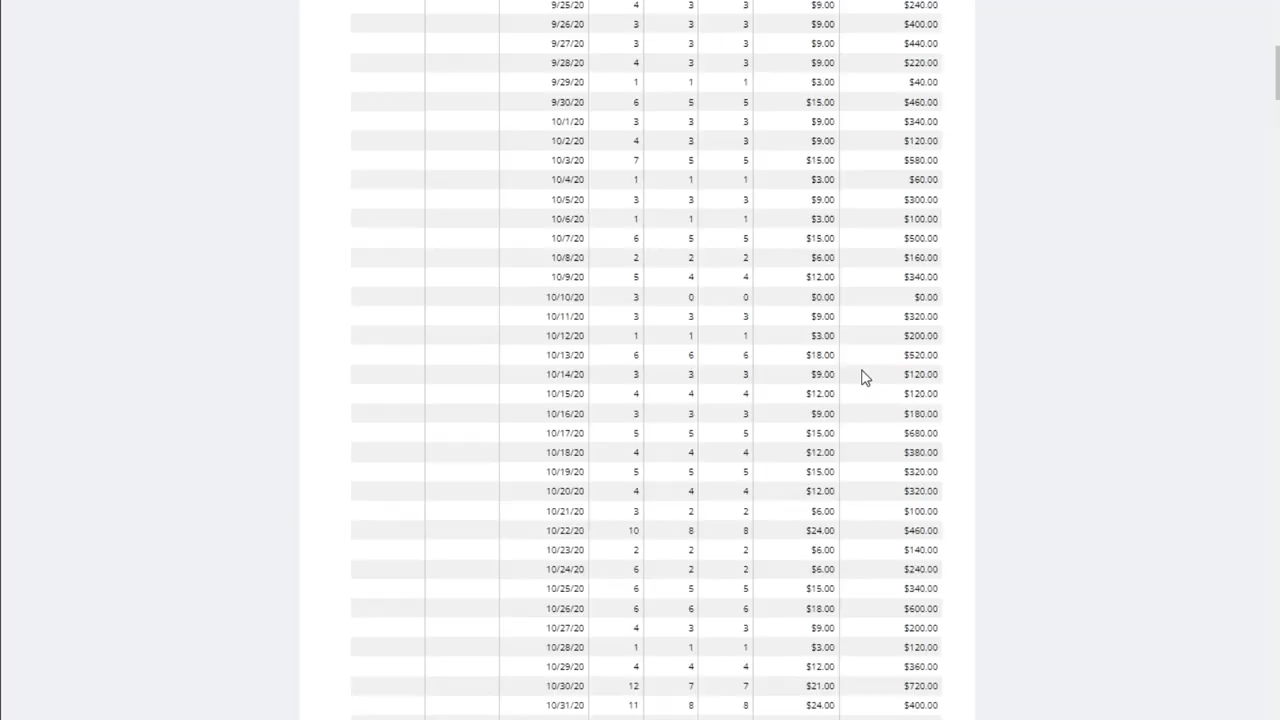 9/25/20 4 3 3 $9.00 $240.00
9/26/20 3 3 3 $9.00 $400.00
9/27/20 3 3 3 $9.00 $440.00
9/28/20 4 3 3 $9.00 $220.00
9/29/20 1 1 1 $3.00 $40.00
9/30/20 6 5 5 $15.00 $460.00
10/1/20 3 3 3 $9.00 $340.00
10/2/20 4 3 3 $9.00 $120.00
10/3/20 7 5 5 $15.00 $580.00
10/4/20 1 1 1 $3.00 $60.00
10/5/20 3 3 3 $9.00 $300.00
10/6/20 1 1 1 $3.00 $100.00
10/7/20 6 5 5 $15.00 $500.00
10/8/20 2 2 2 $6.00 $160.00
10/9/20 5 4 4 $12.00 $340.00
10/10/20 3 0 0 $0.00 $0.00
10/11/20 3 3 3 $9.00 $320.00
10/12/20 1 1 1 $3.00 $200.00
10/13/20 6 6 6 $18.00 $520.00
10/14/20 3 3 3 $9.00 $120.00
10/15/20 4 4 4 $12.00 $120.00
10/16/20 3 3 3 $9.00 $180.00
10/17/20 5 5 5 $15.00 $680.00
10/18/20 4 4 4 $12.00 $380.00
10/19/20 5 5 5 $15.00 $320.00
10/20/20 4 4 4 $12.00 $320.00
10/21/20 3 2 2 $6.00 $100.00
10/22/20 10 8 8 $24.00 $460.00
10/23/20 2 2 2 $6.00 $140.00
10/24/20 6 2 2 $6.00 $240.00
10/25/20 6 5 5 $15.00 $340.00
10/26/20 6 6 6 $18.00 $600.00
10/27/20 4 3 3 $9.00 $200.00
10/28/20 1 1 1 $3.00 $120.00
10/29/20 4 4 4 $12.00 $360.00
10/30/20 12 7 7 $21.00 $720.00
10/31/20 11 8 8 $24.00 $400.00